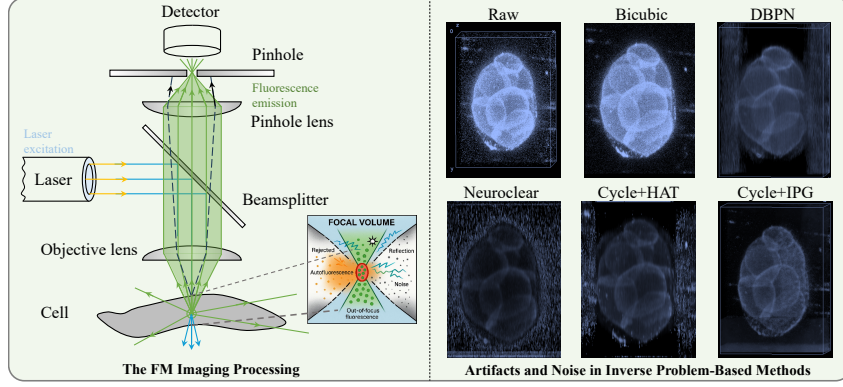 Detector
Pinhole
Fluorescence
emission
Pinhole lens
Laser
excitation
Laser
Beamsplitter
Objective lens
Cell
FOCAL VOLUME
Rejected
Reflection
Autofluorescence
Noise
Out-of-focus
fluorescence
The FM Imaging Processing
Raw
Bicubic
DBPN
Neuroclear
Cycle+HAT
Cycle+IPG
Artifacts and Noise in Inverse Problem-Based Methods